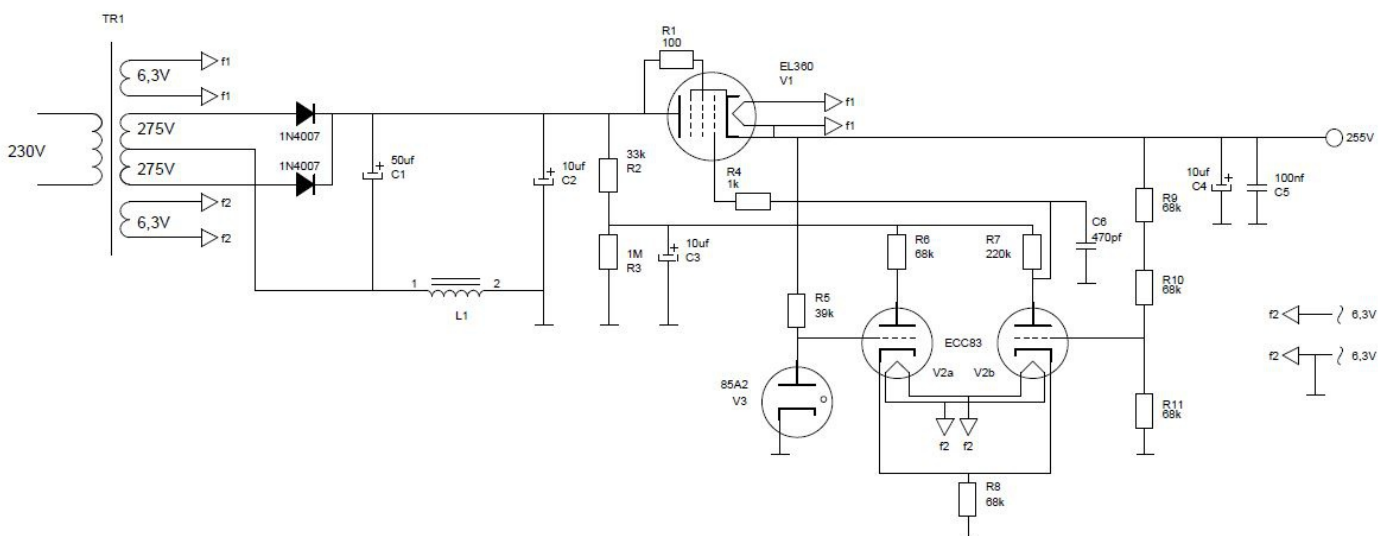 TR1
6,3V
f1
f1
230V
275V
275V
6,3V
f2
f2
1N4007
1N4007
50uf
C1
+
1
2
L1
10uf
C2
+
33k
R2
1M
R3
10uf
C3
+
R1
100
EL360
V1
f1
f1
R4
1k
R5
39k
85A2
V3
R6
68k
R7
220k
C6
470pf
ECC83
V2a
V2b
f2
f2
R8
68k
R9
68k
R10
68k
R11
68k
10uf
C4
+
100nf
C5
255V
f2
6,3V
f2
6,3V